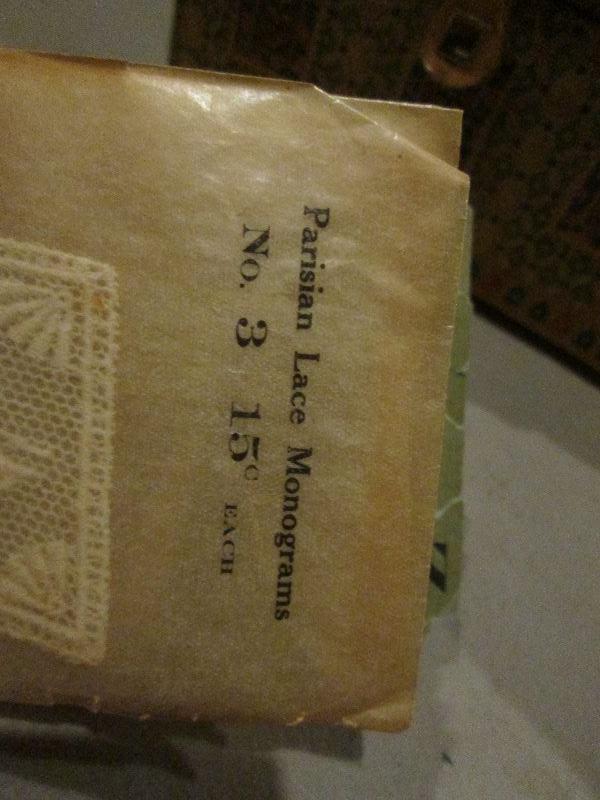 Parisian Lace Monograms
No. 3 15c EACH